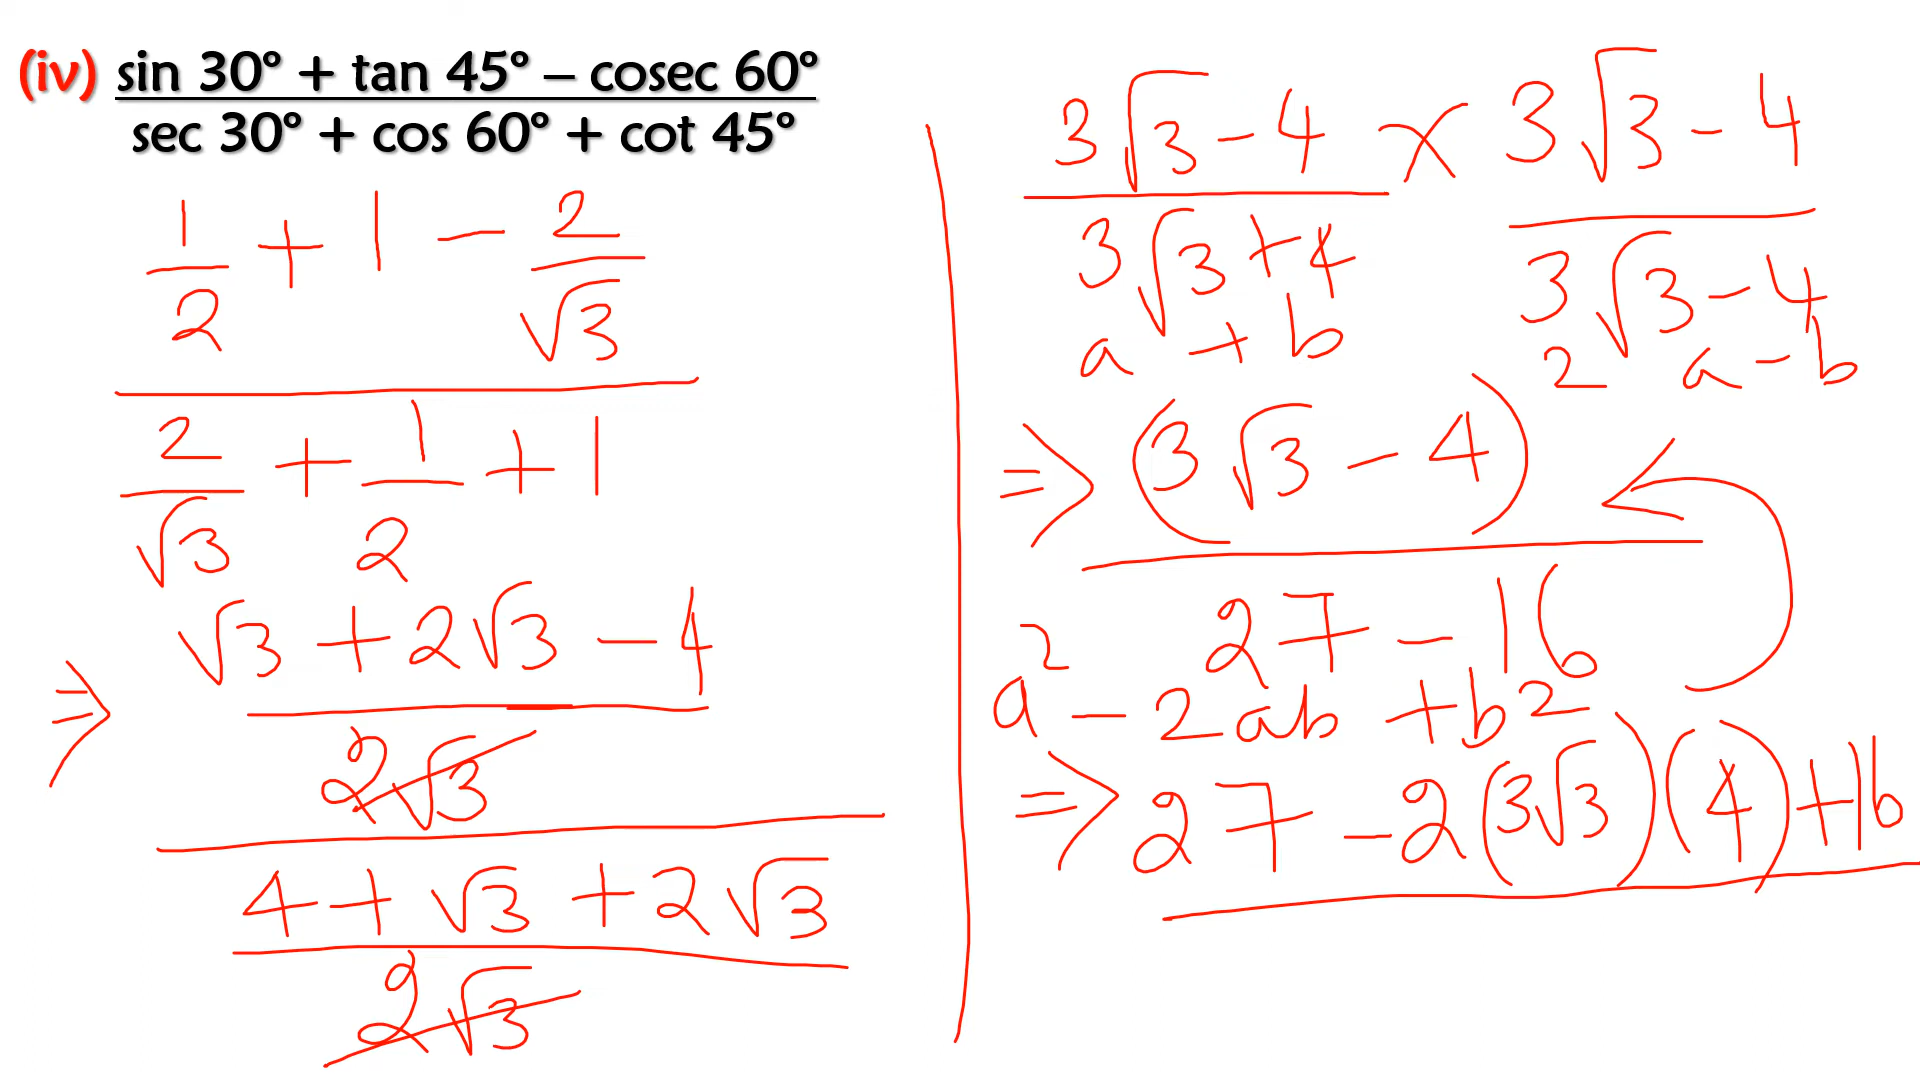 (iv) sin 30° + tan 45° – cosec 60°
sec 30° + cos 60° + cot 45°
1 + 1 - 2
2 √3
2 + 1 + 1
√3 2
⇒ √3 + 2√3 - 4
2√3
4 + √3 + 2√3
2√3
3√3 - 4 × 3√3 - 4
3√3 + 4 3√3 - 4
a + b a - b
2
⇒ (3√3 - 4)
27 - 16
a² - 2ab + b²
⇒ 27 - 2(3√3)(4) + 16